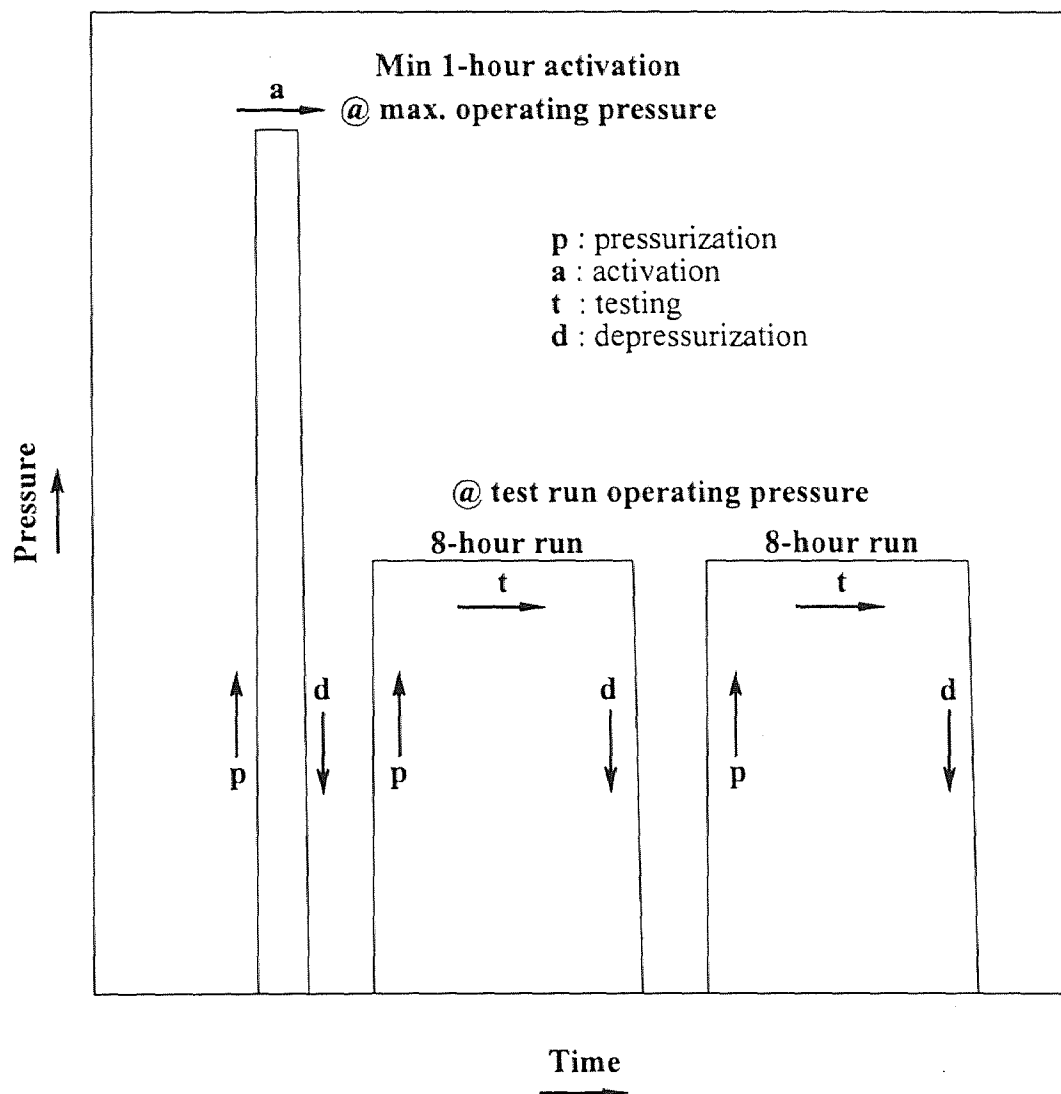 Min 1-hour activation
a
@ max. operating pressure
p : pressurization
a : activation
t : testing
d : depressurization
Pressure
@ test run operating pressure
8-hour run
8-hour run
t
t
d
d
d
p
p
p
Time